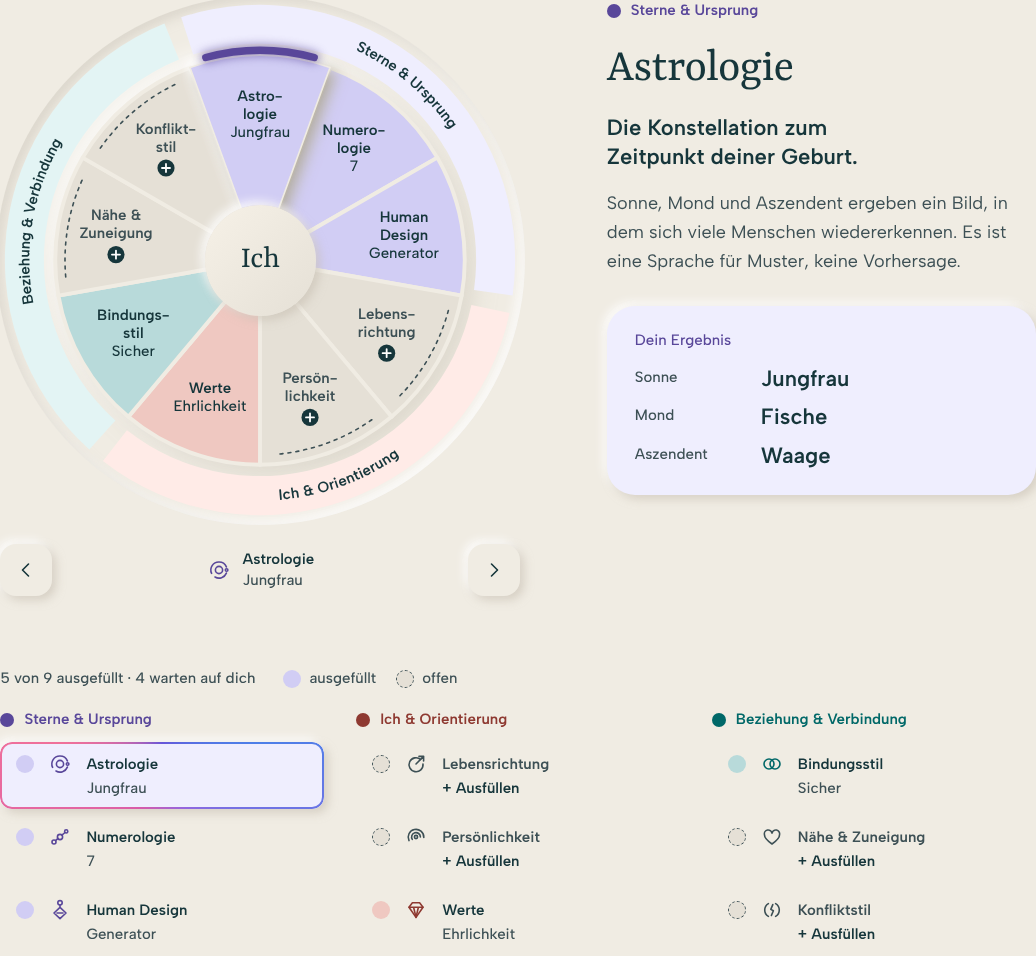 Sterne & Ursprung
Astro-
logie
Jungfrau
Numero-
logie
7
Human
Design
Generator
Lebens-
richtung
Persön-
lichkeit
Werte
Ehrlichkeit
Bindungs-
stil
Sicher
Nähe &
Zuneigung
Konflikt-
stil
Ich
Beziehung & Verbindung
Ich & Orientierung
Astrologie
Jungfrau
Sterne & Ursprung
Astrologie
Die Konstellation zum
Zeitpunkt deiner Geburt.
Sonne, Mond und Aszendent ergeben ein Bild, in
dem sich viele Menschen wiedererkennen. Es ist
eine Sprache für Muster, keine Vorhersage.
Dein Ergebnis
Sonne Jungfrau
Mond Fische
Aszendent Waage
5 von 9 ausgefüllt · 4 warten auf dich ausgefüllt offen
Sterne & Ursprung
Astrologie
Jungfrau
Numerologie
7
Human Design
Generator
Ich & Orientierung
Lebensrichtung
+ Ausfüllen
Persönlichkeit
+ Ausfüllen
Werte
Ehrlichkeit
Beziehung & Verbindung
Bindungsstil
Sicher
Nähe & Zuneigung
+ Ausfüllen
Konfliktstil
+ Ausfüllen